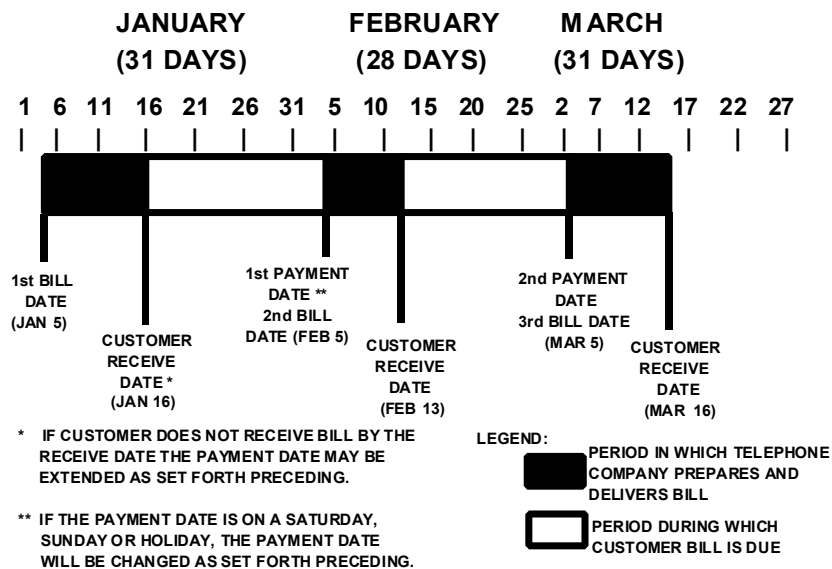 JANUARY FEBRUARY MARCH
(31 DAYS) (28 DAYS) (31 DAYS)
1 6 11 16 21 26 31 5 10 15 20 25 2 7 12 17 22 27
1st BILL
DATE
(JAN 5)
CUSTOMER
RECEIVE
DATE *
(JAN 16)
1st PAYMENT
DATE **
2nd BILL
DATE (FEB 5)
CUSTOMER
RECEIVE
DATE
(FEB 13)
2nd PAYMENT
DATE
3rd BILL DATE
(MAR 5)
CUSTOMER
RECEIVE
DATE
(MAR 16)
* IF CUSTOMER DOES NOT RECEIVE BILL BY THE
RECEIVE DATE THE PAYMENT DATE MAY BE
EXTENDED AS SET FORTH PRECEDING.
** IF THE PAYMENT DATE IS ON A SATURDAY,
SUNDAY OR HOLIDAY, THE PAYMENT DATE
WILL BE CHANGED AS SET FORTH PRECEDING.
LEGEND:
PERIOD IN WHICH TELEPHONE
COMPANY PREPARES AND
DELIVERS BILL
PERIOD DURING WHICH
CUSTOMER BILL IS DUE